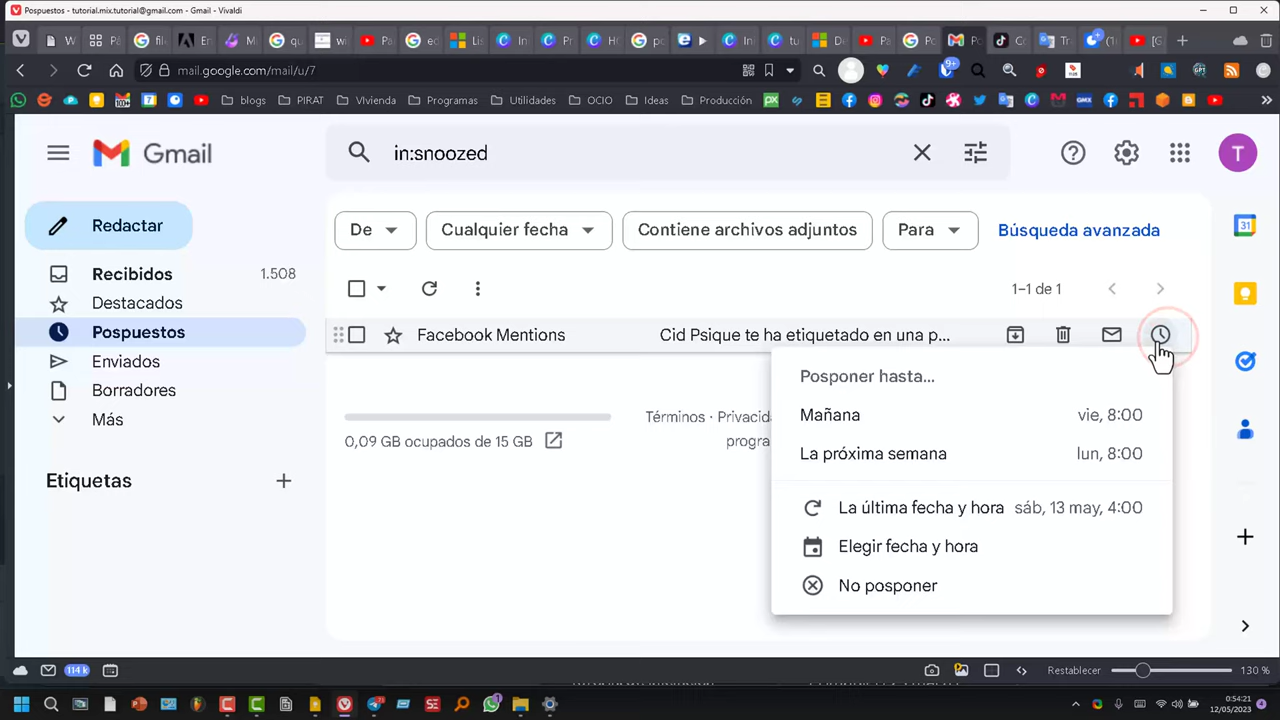 Pospuestos - tutorial.mix.tutorial@gmail.com - Gmail - Vivaldi
mail.google.com/mail/u/7
blogs PIRAT Vivienda Programas Utilidades OCIO Ideas Producción
Gmail
in:snoozed
T
Redactar
De
Cualquier fecha
Contiene archivos adjuntos
Para
Búsqueda avanzada
Recibidos 1.508
1–1 de 1
Destacados
Pospuestos
Facebook Mentions
Cid Psique te ha etiquetado en una p...
Enviados
Borradores
Más
Etiquetas
0,09 GB ocupados de 15 GB
Términos · Privacida
progra
Posponer hasta...
Mañana vie, 8:00
La próxima semana lun, 8:00
La última fecha y hora sáb, 13 may, 4:00
Elegir fecha y hora
No posponer
114 k
Restablecer 130 %
0:54:21
12/05/2023